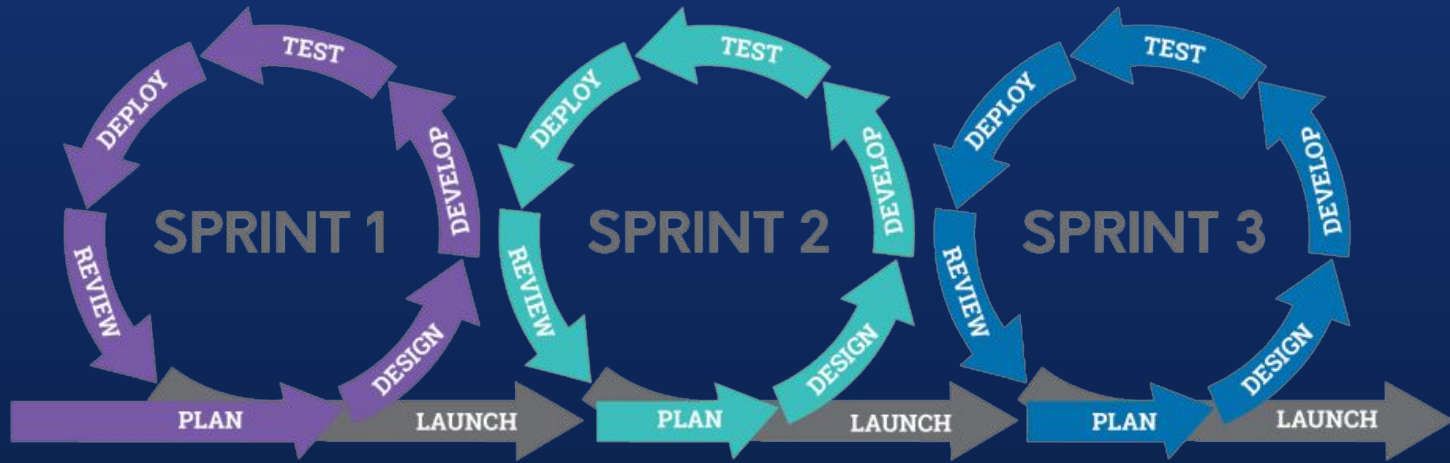 SPRINT 1
PLAN
DESIGN
DEVELOP
TEST
DEPLOY
REVIEW
LAUNCH
SPRINT 2
PLAN
DESIGN
DEVELOP
TEST
DEPLOY
REVIEW
LAUNCH
SPRINT 3
PLAN
DESIGN
DEVELOP
TEST
DEPLOY
REVIEW
LAUNCH